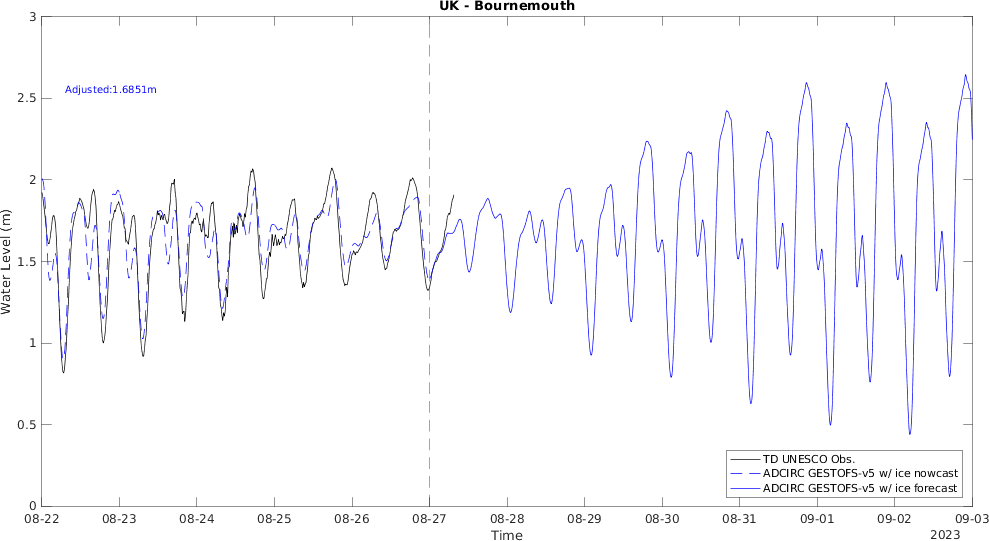 UK - Bournemouth
3
2.5
2
1.5
1
0.5
0
Water Level (m)
Adjusted:1.6851m
TD UNESCO Obs.
ADCIRC GESTOFS-v5 w/ ice nowcast
ADCIRC GESTOFS-v5 w/ ice forecast
08-22 08-23 08-24 08-25 08-26 08-27 08-28 08-29 08-30 08-31 09-01 09-02 09-03
Time
2023